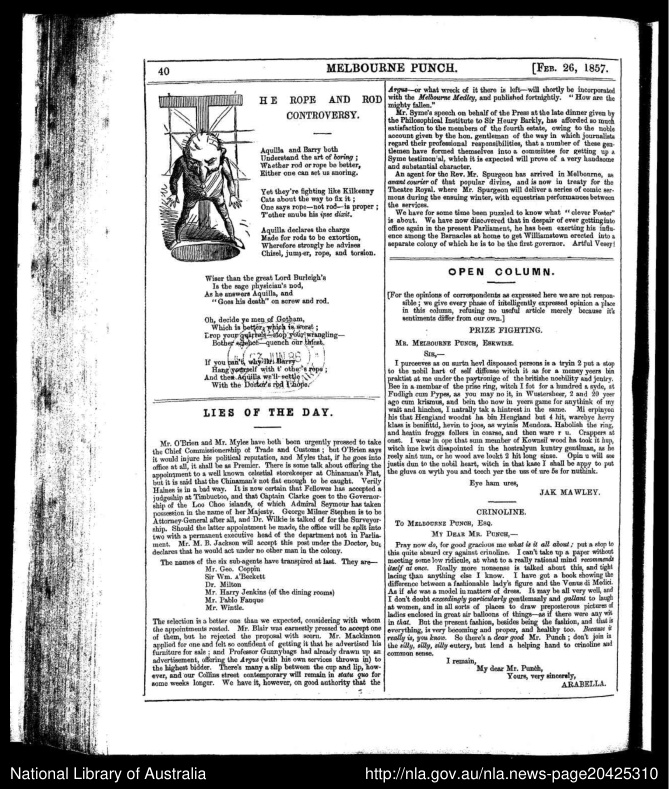 40
MELBOURNE PUNCH.
[FEB. 26, 1857.
HE ROPE AND ROD
CONTROVERSY.
Aquilla and Barry both
Understand the art of boring;
Whether rod or rope be better,
Either one can set us snoring.
Yet they're fighting like Kilkenny
Cats about the way to fix it;
One says rope—not rod—is proper;
T'other snubs his ipse dixit.
Aquilla declares the charge
Made for rods to be extortion,
Wherefore strongly he advises
Chisel, jumper, rope, and torsion.
Wiser than the great Lord Burleigh's
Is the sage physician's nod,
As he answers Aquilla, and
"Goes his death" on screw and rod.
Oh, decide ye men of Gotham,
Which is better, which is worst;
Drop your quarrel—stop your wrangling—
Bother science—quench our thirst.
If you can't, why
Hang yourself with t' other's rope;
And then Aquilla we'll settle
With the Doctor's rod I hope.
LIES OF THE DAY.
Mr. O'Brien and Mr. Myles have both been urgently pressed to take
the Chief Commissionership of Trade and Customs; but O'Brien says
it would injure his political reputation, and Myles that, if he goes into
office at all, it shall be as Premier. There is some talk about offering the
appointment to a well known celestial storekeeper at Chinaman's Flat,
but it is said that the Chinaman's not flat enough to be caught. Verily
Haines is in a bad way. It is now certain that Fellowes has accepted a
judgeship at Timbuctoo, and that Captain Clarke goes to the Governor-
ship of the Loo Choo islands, of which Admiral Seymour has taken
possession in the name of her Majesty. George Milner Stephen is to be
Attorney-General after all, and Dr. Wilkie is talked of for the Surveyor-
ship. Should the latter appointment be made, the office will be split into
two with a permanent executive head of the department not in Parlia-
ment. Mr. M. B. Jackson will accept this post under the Doctor, but
declares that he would act under no other man in the colony.
The names of the six sub-agents have transpired at last. They are—
Mr. Geo. Coppin
Sir Wm. a'Beckett
Dr. Milton
Mr. Harry Jenkins (of the dining rooms)
Mr. Pablo Fanque
Mr. Wintle.
The selection is a better one than we expected, considering with whom
the appointments rested. Mr. Blair was earnestly pressed to accept one
of them, but he rejected the proposal with scorn. Mr. Mackinnon
applied for one and felt so confident of getting it that he advertised his
furniture for sale; and Professor Gunnybags had already drawn up an
advertisement, offering the Argus (with his own services thrown in) to
the highest bidder. There's many a slip between the cup and lip, how-
ever, and our Collins street contemporary will remain in statu quo for
some weeks longer. We have it, however, on good authority that the
Argus—or what wreck of it there is left—will shortly be incorporated
with the Melbourne Medley, and published fortnightly. "How are the
mighty fallen."
Mr. Syme's speech on behalf of the Press at the late dinner given by
the Philosophical Institute to Sir Henry Barkly, has afforded so much
satisfaction to the members of the fourth estate, owing to the noble
account given by the hon. gentleman of the way in which journalists
regard their professional responsibilities, that a number of these gen-
tlemen have formed themselves into a committee for getting up a
Syme testimonial, which it is expected will prove of a very handsome
and substantial character.
An agent for the Rev. Mr. Spurgeon has arrived in Melbourne, as
avant courier of that popular divine, and is now in treaty for the
Theatre Royal, where Mr. Spurgeon will deliver a series of comic ser-
mons during the ensuing winter, with equestrian performances between
the services.
We have for some time been puzzled to know what "clever Foster"
is about. We have now discovered that in despair of ever getting into
office again in the present Parliament, he has been exerting his influ-
ence among the Barnacles at home to get Williamstown erected into a
separate colony of which he is to be the first governor. Artful Vesey!
OPEN COLUMN.
[For the opinions of correspondents as expressed here we are not respon-
sible; we give every phase of intelligently expressed opinion a place
in this column, refusing no useful article merely because it's
sentiments differ from our own.]
PRIZE FIGHTING.
MR. MELBOURNE PUNCH, ESKWIRE.
SIR,—
I purceeves as on surtin hevl disposaed persons is a tryin 2 put a stop
to the nobil hart of self diffense witch it as for a money yeers bin
praktist at me under the paytronige of the britishe noebility and jentry.
Bee in a membar of the prise ring, witch I fot for a hundred a syde, at
Fudligh cum Pypes, as you may no it, in Wustersheer, 2 and 20 yeer
ago cum krismus, and bein the now in yeers game for anythink of my
wait and hinches, I natrally tak a hintrest in the same. Mi erpinyon
his that Hengland woodnt ha bin Hengland but 4 hit, warehye hevry
klass is benifitid, hevin to joos, as wytniss Mendoza. Habolish the ring,
and heatin froggs follers in coarse, and then ware r u. Chappers at
onst. I wear in ope that sum member of Kownsil wood ha took it hup,
witch ime kwit disapointed in the hostralyun kuntry gentilman, as he
reely aint nun, or he wood ave lookt 2 hit long since. Opin u will see
justis dun to the nobil heart, witch in that kase I shall be appy to put
the gluvs on wyth you and teech yer the uss of ure 5s for nuthink.
Eye ham ures,
JAK MAWLEY.
CRINOLINE.
To MELBOURNE PUNCH, ESQ.
MY DEAR MR. PUNCH,—
Pray now do, for good gracious me what is it all about; put a stop to
this quite absurd cry against crinoline. I can't take up a paper without
meeting some low ridicule, at what to a really rational mind recommends
itself at once. Really more nonsense is talked about this, and tight
lacing than anything else I know. I have got a book showing the
difference between a fashionable lady's figure and the Venus di Medici.
As if she was a model in matters of dress. It may be all very well, and
I don't doubt exceedingly particularly gentlemanly and gallant to laugh
at women, and in all sorts of places to draw preposterous pictures of
ladies enclosed in great air balloons of things—as if there were any wit
in that. But the present fashion, besides being the fashion, and that is
everything, is very becoming and proper, and healthy too. Because it
really is, you know. So there's a dear good Mr. Punch; don't join in
the silly, silly, silly outery, but lend a helping hand to crinoline and
common sense.
I remain,
My dear Mr. Punch,
Yours, very sincerely,
ARABELLA.
National Library of Australia
http://nla.gov.au/nla.news-page20425310